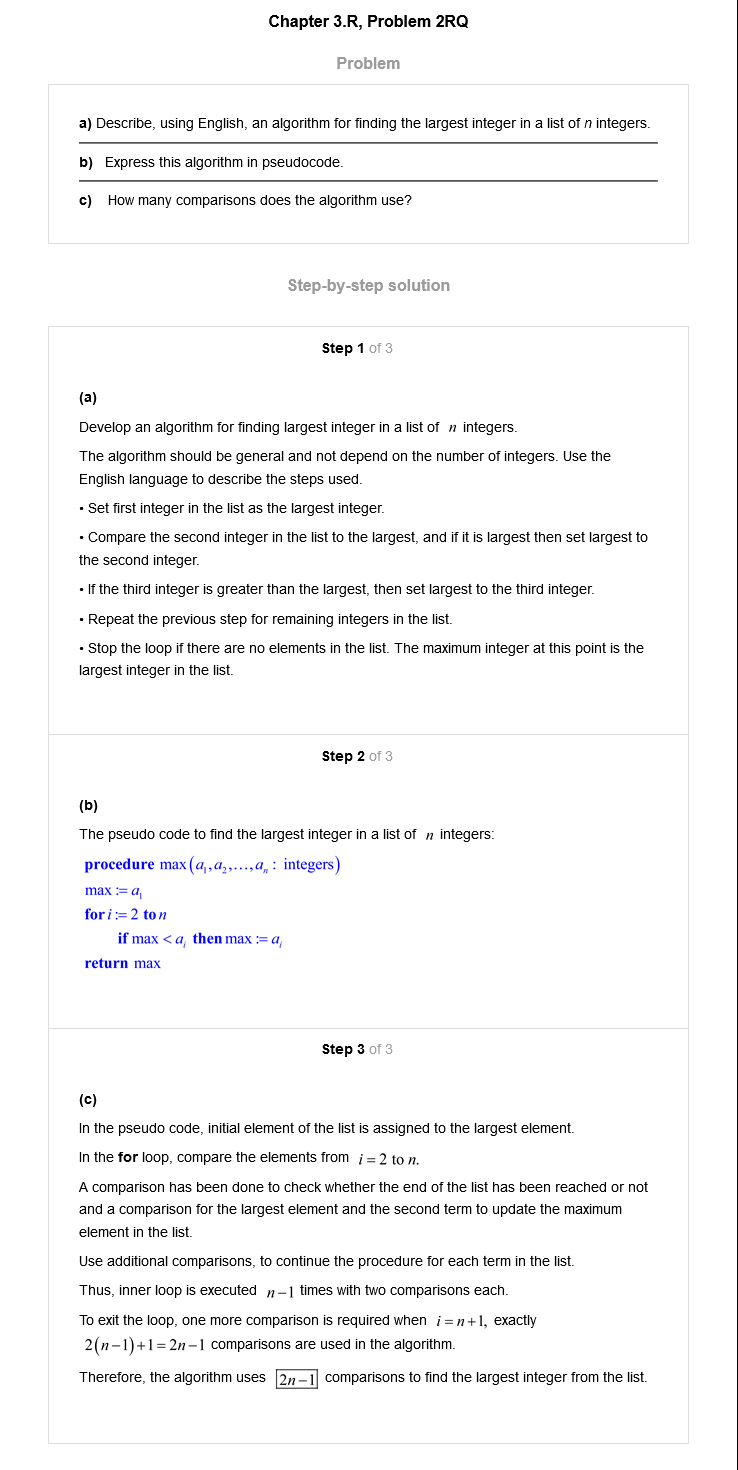 Chapter 3.R, Problem 2RQ
Problem
a) Describe, using English, an algorithm for finding the largest integer in a list of n integers.
b) Express this algorithm in pseudocode.
c) How many comparisons does the algorithm use?
Step-by-step solution
Step 1 of 3
(a)
Develop an algorithm for finding largest integer in a list of n integers.
The algorithm should be general and not depend on the number of integers. Use the
English language to describe the steps used.
• Set first integer in the list as the largest integer.
• Compare the second integer in the list to the largest, and if it is largest then set largest to
the second integer.
• If the third integer is greater than the largest, then set largest to the third integer.
• Repeat the previous step for remaining integers in the list.
• Stop the loop if there are no elements in the list. The maximum integer at this point is the
largest integer in the list.
Step 2 of 3
(b)
The pseudo code to find the largest integer in a list of n integers:
procedure max(a₁,a₂,...,aₙ : integers)
max := a₁
for i := 2 to n
if max < aᵢ then max := aᵢ
return max
Step 3 of 3
(c)
In the pseudo code, initial element of the list is assigned to the largest element.
In the for loop, compare the elements from i = 2 to n.
A comparison has been done to check whether the end of the list has been reached or not
and a comparison for the largest element and the second term to update the maximum
element in the list.
Use additional comparisons, to continue the procedure for each term in the list.
Thus, inner loop is executed n−1 times with two comparisons each.
To exit the loop, one more comparison is required when i = n+1, exactly
2(n−1)+1 = 2n−1 comparisons are used in the algorithm.
Therefore, the algorithm uses 2n−1 comparisons to find the largest integer from the list.